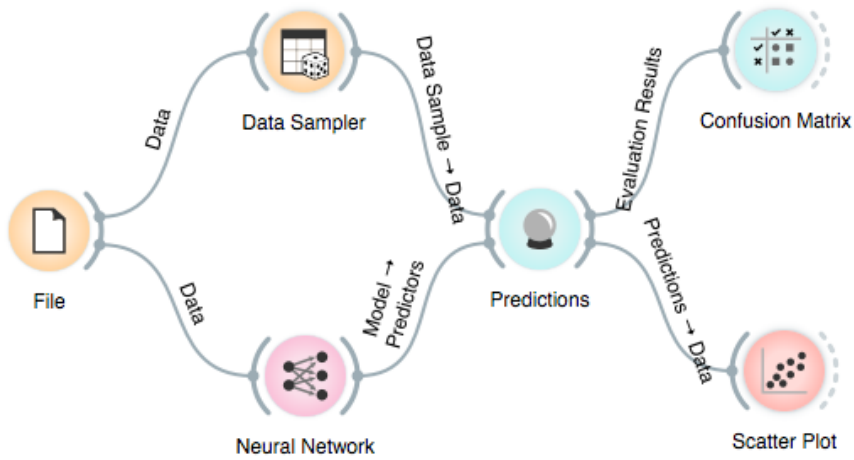 Data
Data Sampler
Data Sample → Data
Evaluation Results
Confusion Matrix
File
Data
Neural Network
Model →
Predictors
Predictions
Predictions → Data
Scatter Plot